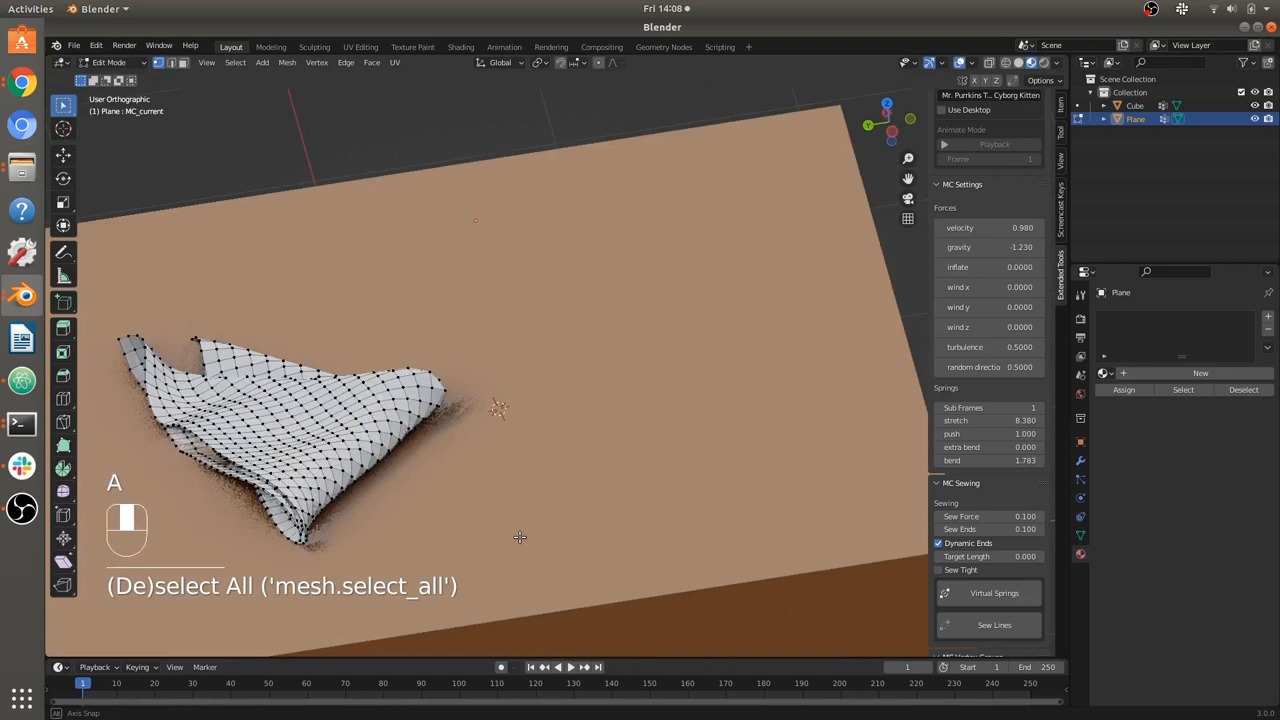 Activities
Blender
Fri 14:08
Blender
File Edit Render Window Help
Layout Modeling Sculpting UV Editing Texture Paint Shading Animation Rendering Compositing Geometry Nodes Scripting +
Scene
View Layer
Edit Mode
View Select Add Mesh Vertex Edge Face UV
Global
X Y Z
Options
User Orthographic
(1) Plane : MC_current
Mr. Purrkins T... Cyborg Kitten
Use Desktop
Animate Mode
Playback
Frame 1
MC Settings
Forces
velocity 0.980
gravity -1.230
inflate 0.0000
wind x 0.0000
wind y 0.0000
wind z 0.0000
turbulence 0.5000
random directio 0.5000
Springs
Sub Frames 1
stretch 8.380
push 1.000
extra bend 0.000
bend 1.783
MC Sewing
Sewing
Sew Force 0.100
Sew Ends 0.100
Dynamic Ends
Target Length 0.000
Sew Tight
Virtual Springs
Sew Lines
Item
Tool
View
Screencast Keys
Extended Tools
Scene Collection
Collection
Cube
Plane
Plane
New
Assign Select Deselect
A
(De)select All ('mesh.select_all')
Playback Keying View Marker
1
Start 1
End 250
1 10 20 30 40 50 60 70 80 90 100 110 120 130 140 150 160 170 180 190 200 210 220 230 240 250
Alt Axis Snap
3.0.0